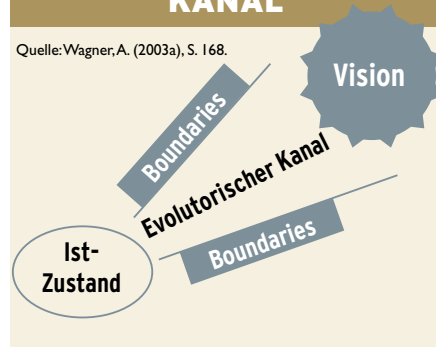 KANAL
Quelle: Wagner, A. (2003a), S. 168.
Vision
Boundaries
Evolutorischer Kanal
Boundaries
Ist-
Zustand